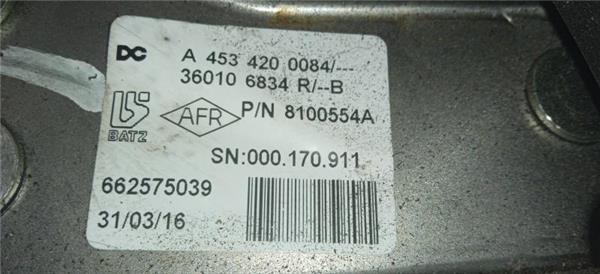 DC A 453 420 0084/---
36010 6834 R/--B
BATZ AFR P/N 8100554A
SN:000.170.911
662575039
31/03/16